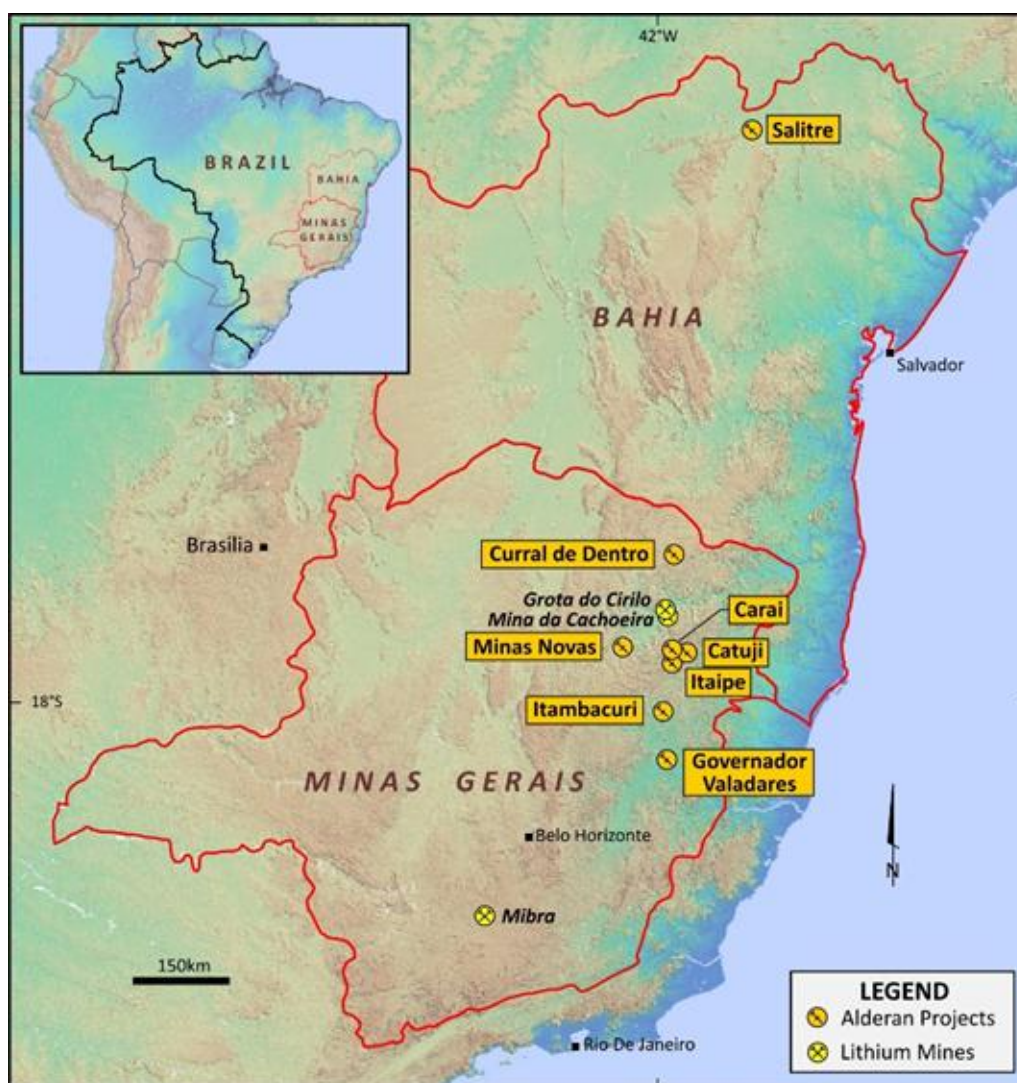 42°W
BRAZIL
BAHIA
MINAS
GERAIS
Salitre
BAHIA
Salvador
Brasilia
Curral de Dentro
Grota do Cirilo
Mina da Cachoeira
Carai
Minas Novas
Catuji
Itaipe
18°S
Itambacuri
Governador
Valadares
MINAS GERAIS
Belo Horizonte
N
Mibra
150km
LEGEND
Alderan Projects
Lithium Mines
Rio De Janeiro
42°W